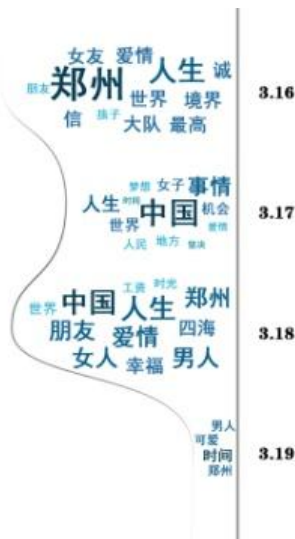 女友 爱情
朋友 郑州 人生 诚
世界 境界
信 孩子 大队 最高
3.16
梦想 女子 事情
人生 时间 中国 机会
世界 爱情
人民 地方
3.17
工资 时光
世界 中国 人生 郑州
朋友 爱情 四海
女人 幸福 男人
3.18
男人
可爱
时间
郑州
3.19